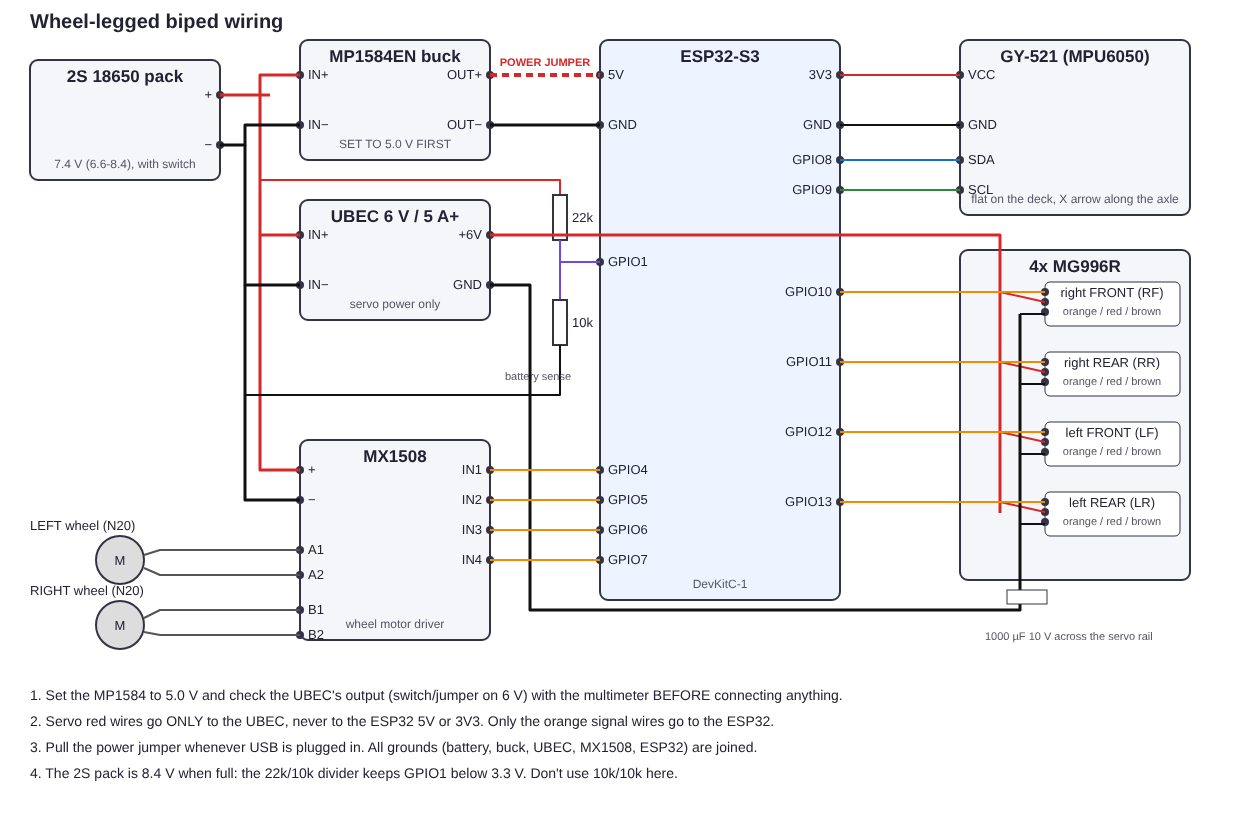 Wheel-legged biped wiring
2S 18650 pack
+
−
7.4 V (6.6-8.4), with switch
MP1584EN buck
IN+
OUT+
IN−
OUT−
SET TO 5.0 V FIRST
POWER JUMPER
UBEC 6 V / 5 A+
IN+
+6V
IN−
GND
servo power only
22k
10k
battery sense
MX1508
+
IN1
−
IN2
IN3
A1
IN4
A2
B1
B2
wheel motor driver
LEFT wheel (N20)
M
RIGHT wheel (N20)
M
ESP32-S3
5V
3V3
GND
GND
GPIO8
GPIO9
GPIO1
GPIO10
GPIO11
GPIO12
GPIO4
GPIO5
GPIO13
GPIO6
GPIO7
DevKitC-1
GY-521 (MPU6050)
VCC
GND
SDA
SCL
flat on the deck, X arrow along the axle
4x MG996R
right FRONT (RF)
orange / red / brown
right REAR (RR)
orange / red / brown
left FRONT (LF)
orange / red / brown
left REAR (LR)
orange / red / brown
1000 µF 10 V across the servo rail
1. Set the MP1584 to 5.0 V and check the UBEC's output (switch/jumper on 6 V) with the multimeter BEFORE connecting anything.
2. Servo red wires go ONLY to the UBEC, never to the ESP32 5V or 3V3. Only the orange signal wires go to the ESP32.
3. Pull the power jumper whenever USB is plugged in. All grounds (battery, buck, UBEC, MX1508, ESP32) are joined.
4. The 2S pack is 8.4 V when full: the 22k/10k divider keeps GPIO1 below 3.3 V. Don't use 10k/10k here.